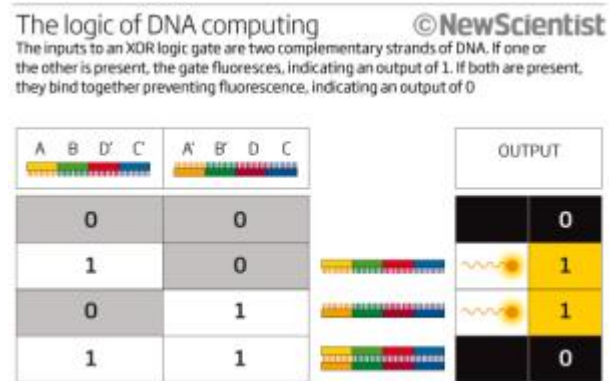 The logic of DNA computing
©NewScientist
The inputs to an XOR logic gate are two complementary strands of DNA. If one or
the other is present, the gate fluoresces, indicating an output of 1. If both are present,
they bind together preventing fluorescence, indicating an output of 0
A B D' C' A' B' D C OUTPUT
0 0 0
1 0 1
0 1 1
1 1 0